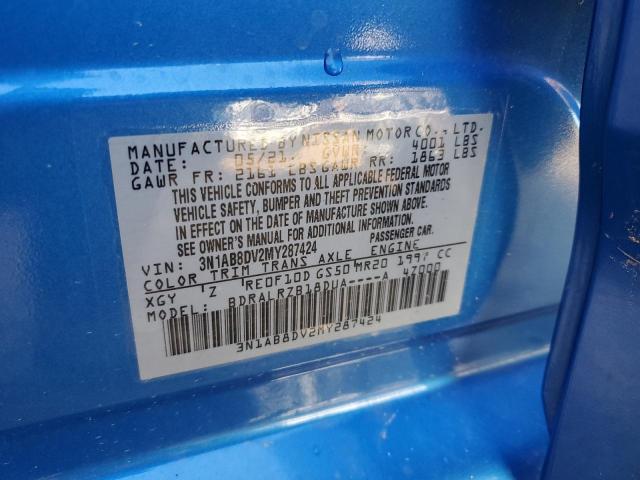 MANUFACTURED BY NISSAN MOTOR CO., LTD.
DATE: 05/21. GVWR: 4001 LBS
GAWR FR: 2161 LBS GAWR RR: 1863 LBS
THIS VEHICLE CONFORMS TO ALL APPLICABLE FEDERAL MOTOR
VEHICLE SAFETY, BUMPER AND THEFT PREVENTION STANDARDS
IN EFFECT ON THE DATE OF MANUFACTURE SHOWN ABOVE.
SEE OWNER'S MANUAL FOR ADDITIONAL INFORMATION.
VIN: 3N1AB8DV2MY287424 PASSENGER CAR.
COLOR TRIM TRANS AXLE ENGINE
XGY Z RE0F10D GS50 MR20 1997 CC
BDRALRZB18DUA----A 4Z000
3N1AB8DV2MY287424